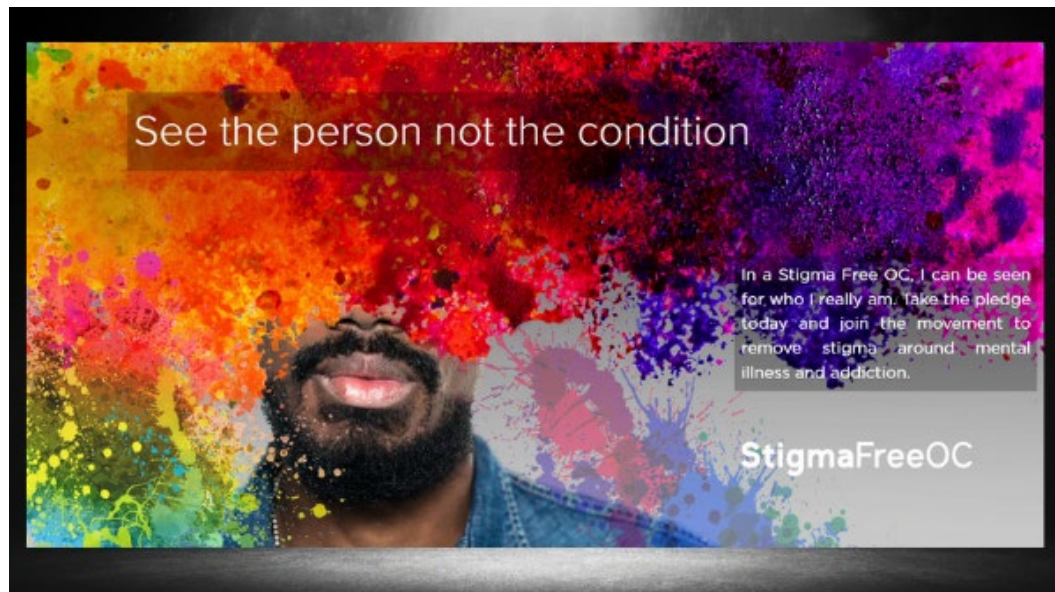 See the person not the condition
In a Stigma Free OC, I can be seen
for who I really am. Take the pledge
today and join the movement to
remove stigma around mental
illness and addiction.
StigmaFreeOC